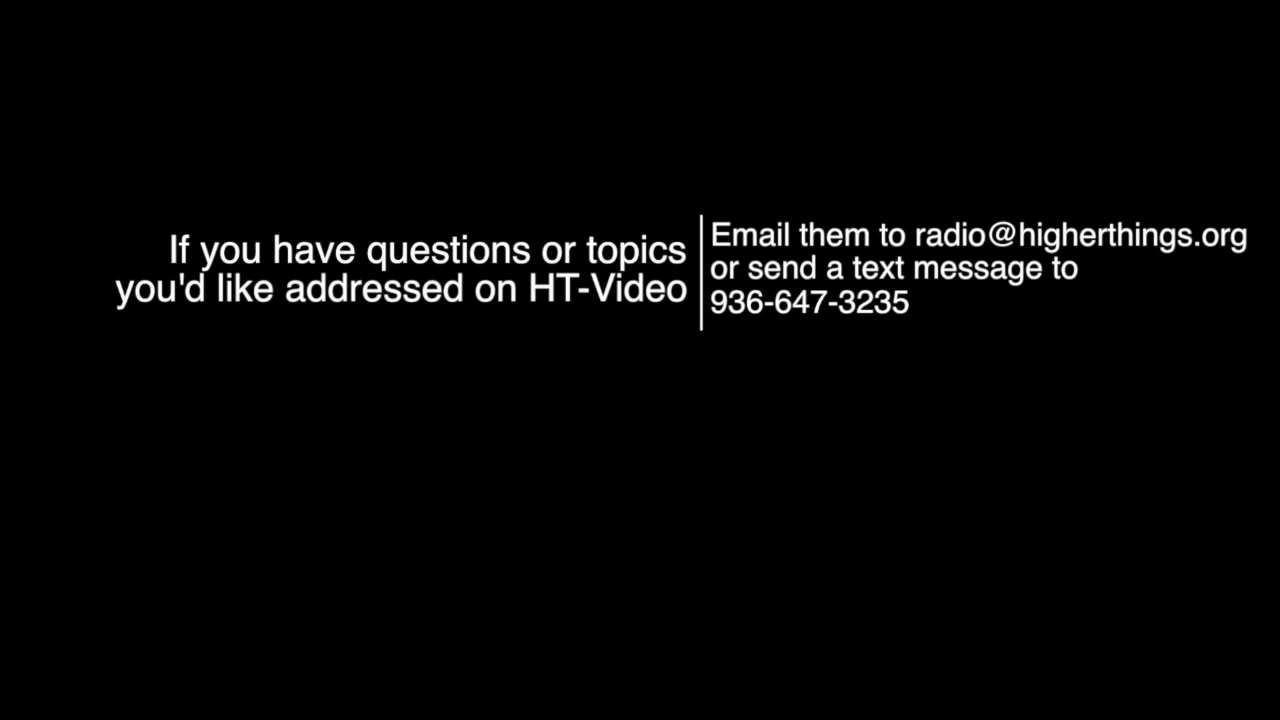 If you have questions or topics
you'd like addressed on HT-Video
Email them to radio@higherthings.org
or send a text message to
936-647-3235